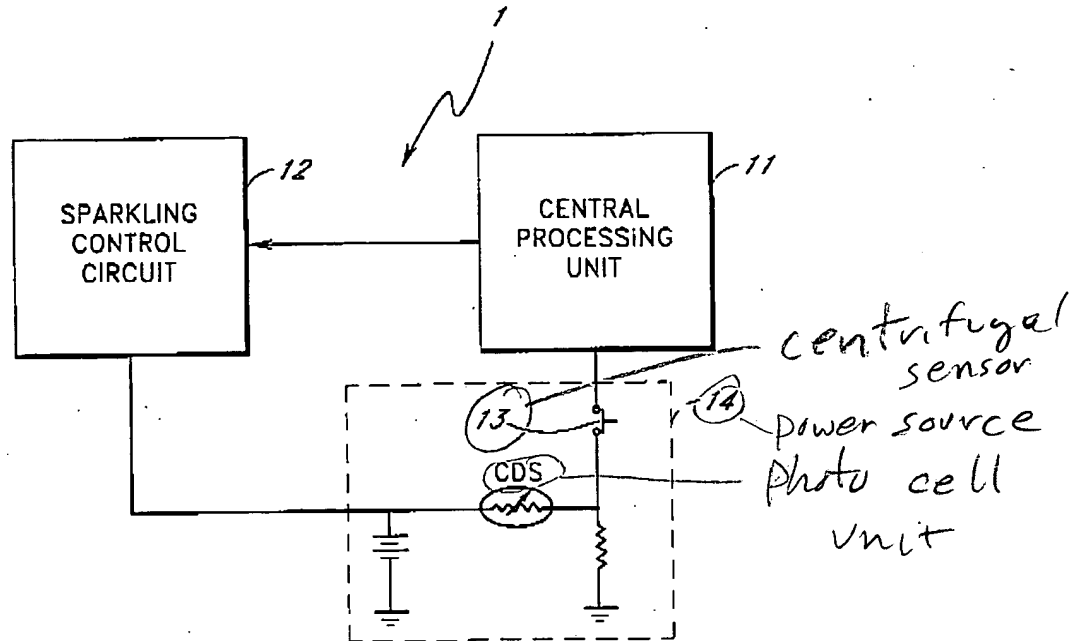 1
12
11
SPARKLING
CONTROL
CIRCUIT
CENTRAL
PROCESSING
UNIT
centrifugal
sensor
13
14
power source
CDS
photo cell
unit